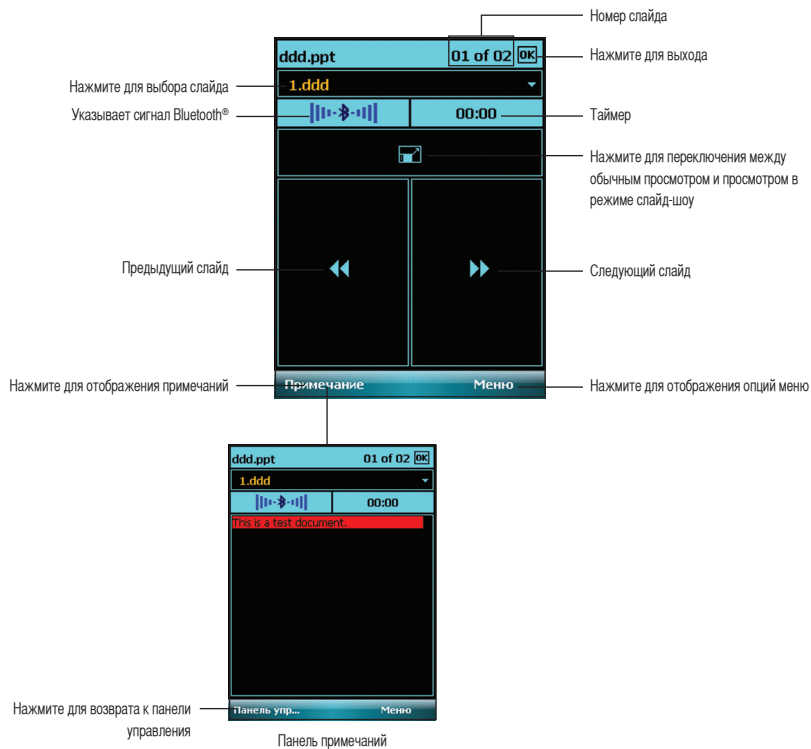 Номер слайда
ddd.ppt 01 of 02 OK
Нажмите для выхода
Нажмите для выбора слайда
1.ddd
Указывает сигнал Bluetooth®
00:00
Таймер
Нажмите для переключения между
обычным просмотром и просмотром в
режиме слайд-шоу
Предыдущий слайд
Следующий слайд
Нажмите для отображения примечаний
Примечание Меню
Нажмите для отображения опций меню
ddd.ppt 01 of 02 OK
1.ddd
00:00
This is a test document.
Нажмите для возврата к панели
управления
Панель упр... Меню
Панель примечаний